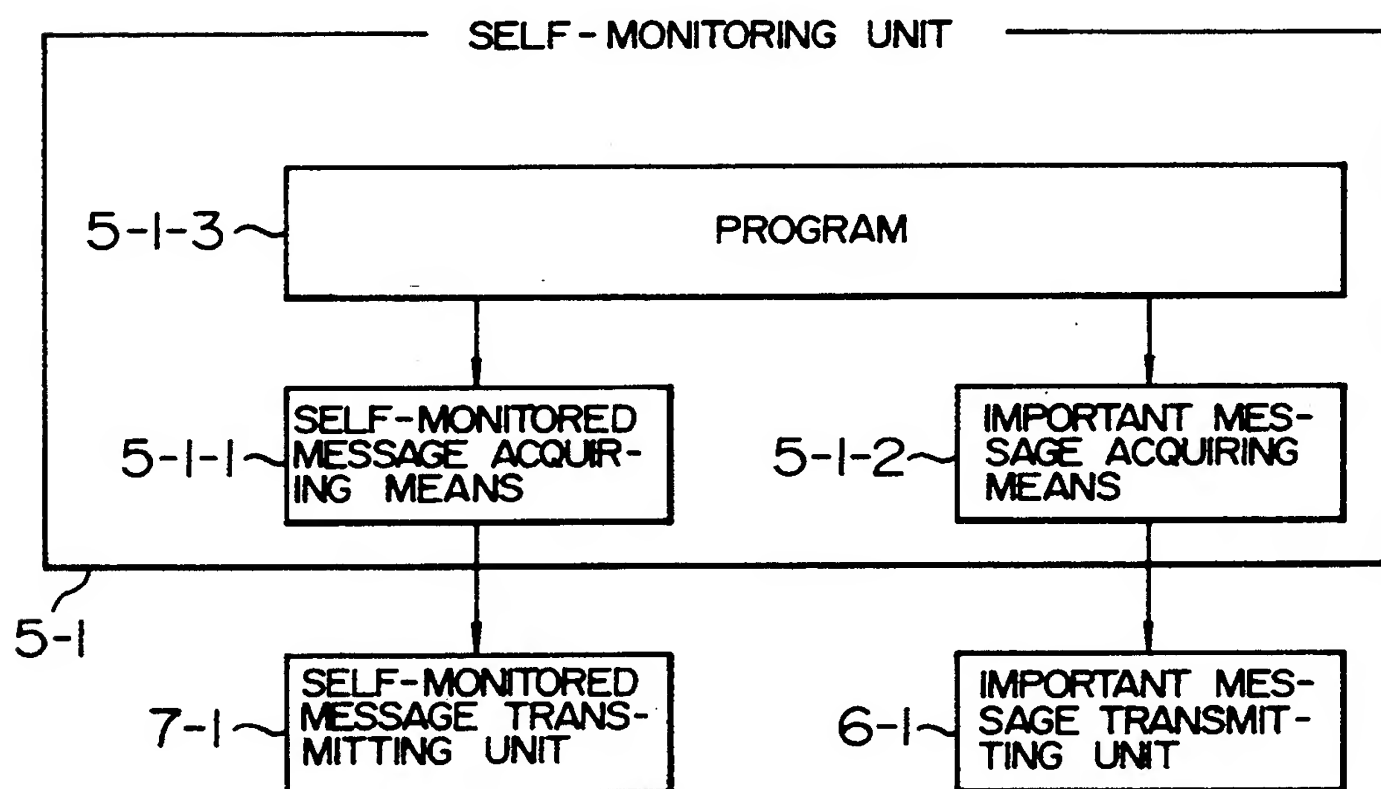 SELF-MONITORING UNIT
5-1-3
PROGRAM
5-1-1
SELF-MONITORED
MESSAGE ACQUIR-
ING MEANS
5-1-2
IMPORTANT MES-
SAGE ACQUIRING
MEANS
5-1
7-1
SELF-MONITORED
MESSAGE TRANS-
MITTING UNIT
6-1
IMPORTANT MES-
SAGE TRANSMIT-
TING UNIT